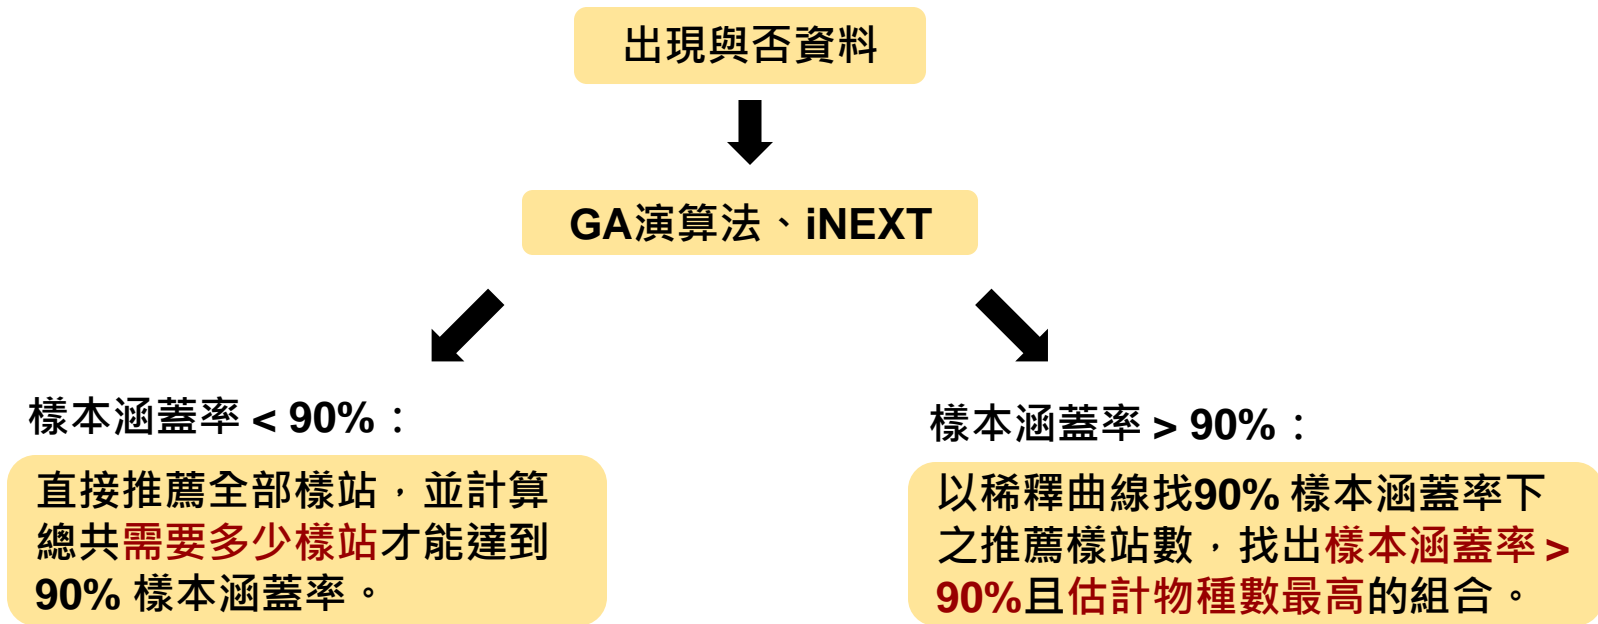 出現與否資料
GA演算法、iNEXT
樣本涵蓋率 < 90%：
直接推薦全部樣站，並計算
總共需要多少樣站才能達到
90% 樣本涵蓋率。
樣本涵蓋率 > 90%：
以稀釋曲線找90% 樣本涵蓋率下
之推薦樣站數，找出樣本涵蓋率 >
90%且估計物種數最高的組合。